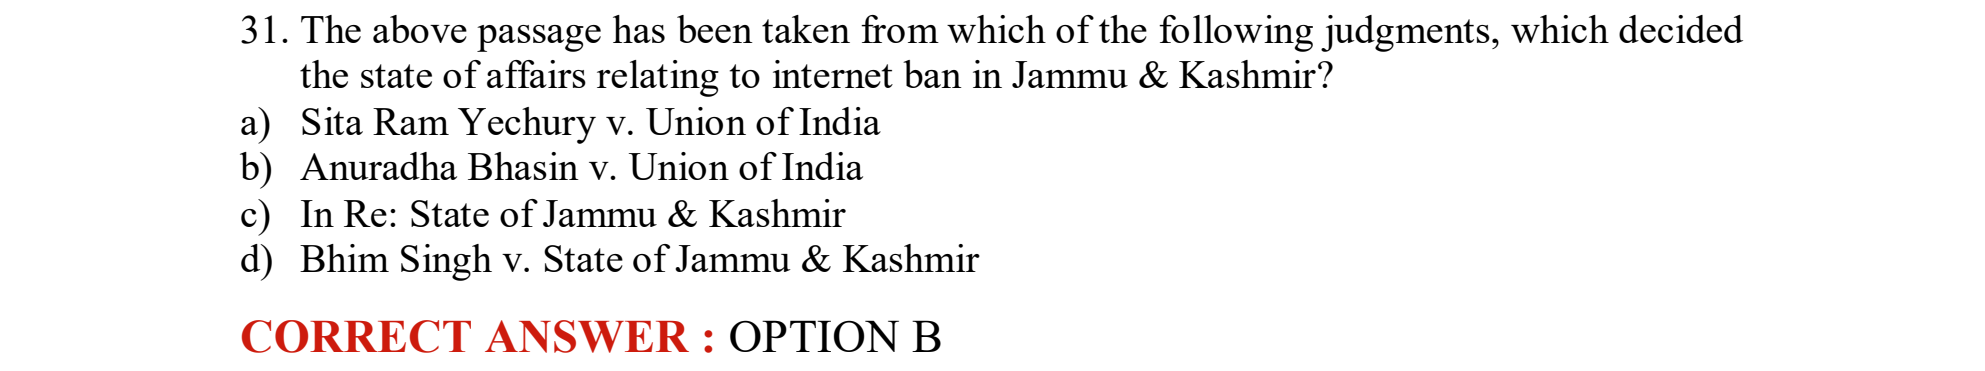 31. The above passage has been taken from which of the following judgments, which decided
the state of affairs relating to internet ban in Jammu & Kashmir?
a) Sita Ram Yechury v. Union of India
b) Anuradha Bhasin v. Union of India
c) In Re: State of Jammu & Kashmir
d) Bhim Singh v. State of Jammu & Kashmir
CORRECT ANSWER : OPTION B